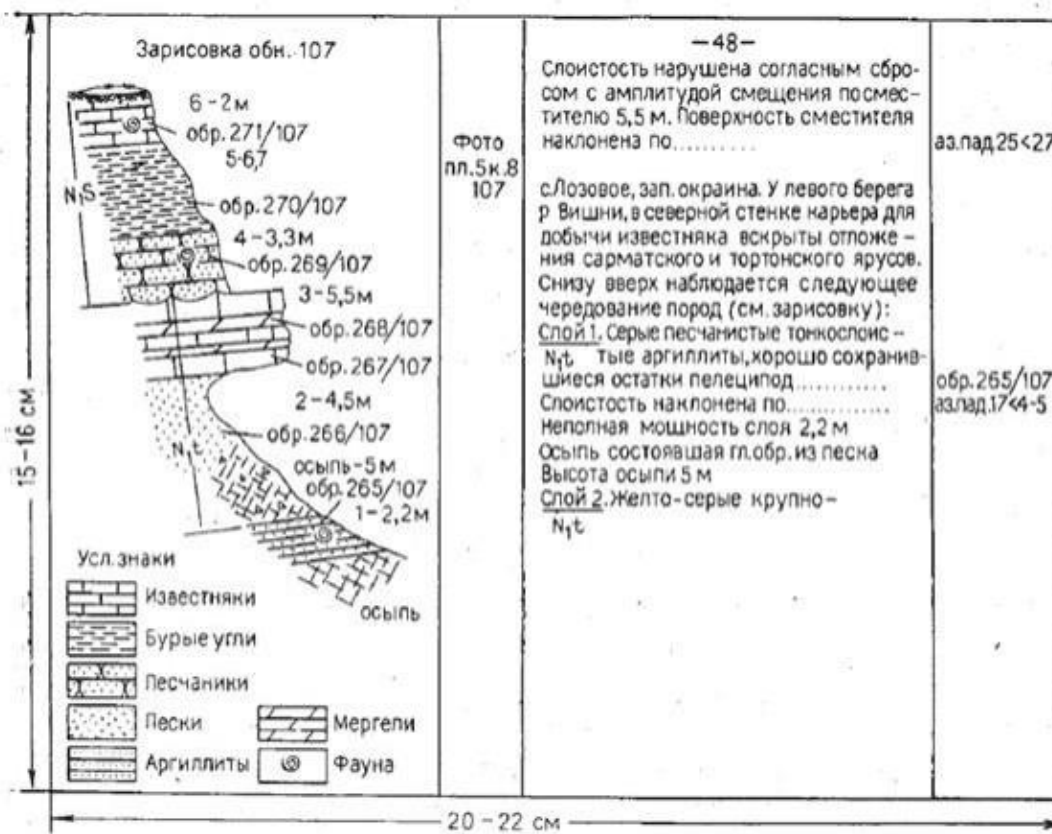 Зарисовка обн. 107
6-2м
обр. 271/107
5-6,7
N₁S
обр.270/107
4-3,3м
обр.269/107
3-5,5м
обр.268/107
обр.267/107
2-4,5м
обр.266/107
N₁t
осыпь-5м
обр.265/107
1-2,2м
осыпь
Усл.знаки
Известняки
Бурые угли
Песчаники
Пески
Мергели
Аргиллиты
Фауна
Фото
пл.5к.8
107
-48-
Слоистость нарушена согласным сбро-
сом с амплитудой смещения по смес-
тителю 5,5 м. Поверхность сместителя
наклонена по..........
аз.пад.25<27
с.Лозовое, зап. окраина. У левого берега
р Вишни, в северной стенке карьера для
добычи известняка вскрыты отложе-
ния сарматского и тортонского ярусов.
Снизу вверх наблюдается следующее
чередование пород (см. зарисовку):
Слой 1. Серые песчанистые тонкослоис-
N₁t тые аргиллиты, хорошо сохранив-
шиеся остатки пелеципод............
обр.265/107
Слоистость наклонена по............
аз.пад.17<4-5
Неполная мощность слоя 2,2 м
Осыпь состоявшая гл.обр. из песка
Высота осыпи 5 м
Слой 2. Желто-серые крупно-
N₁t
15-16 см
20-22 см